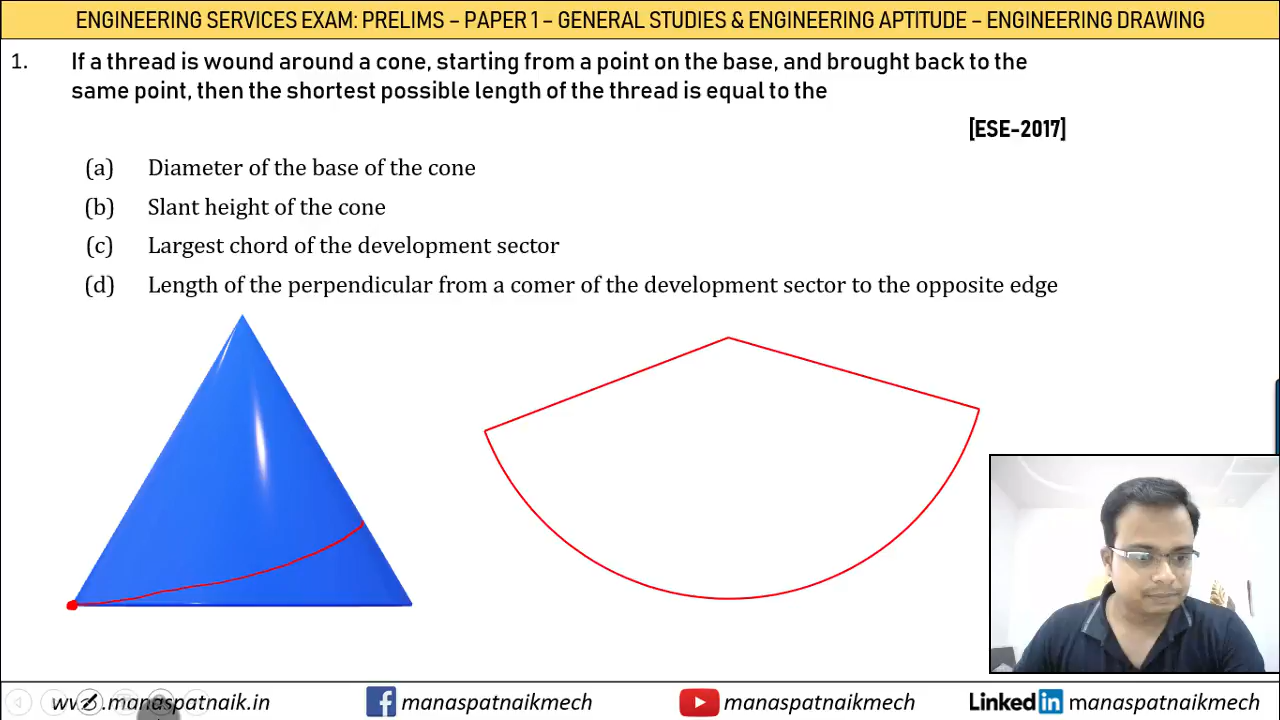 ENGINEERING SERVICES EXAM: PRELIMS – PAPER 1 – GENERAL STUDIES & ENGINEERING APTITUDE – ENGINEERING DRAWING
1. If a thread is wound around a cone, starting from a point on the base, and brought back to the
same point, then the shortest possible length of the thread is equal to the
[ESE-2017]
(a) Diameter of the base of the cone
(b) Slant height of the cone
(c) Largest chord of the development sector
(d) Length of the perpendicular from a comer of the development sector to the opposite edge
www.manaspatnaik.in manaspatnaikmech manaspatnaikmech Linked in manaspatnaikmech